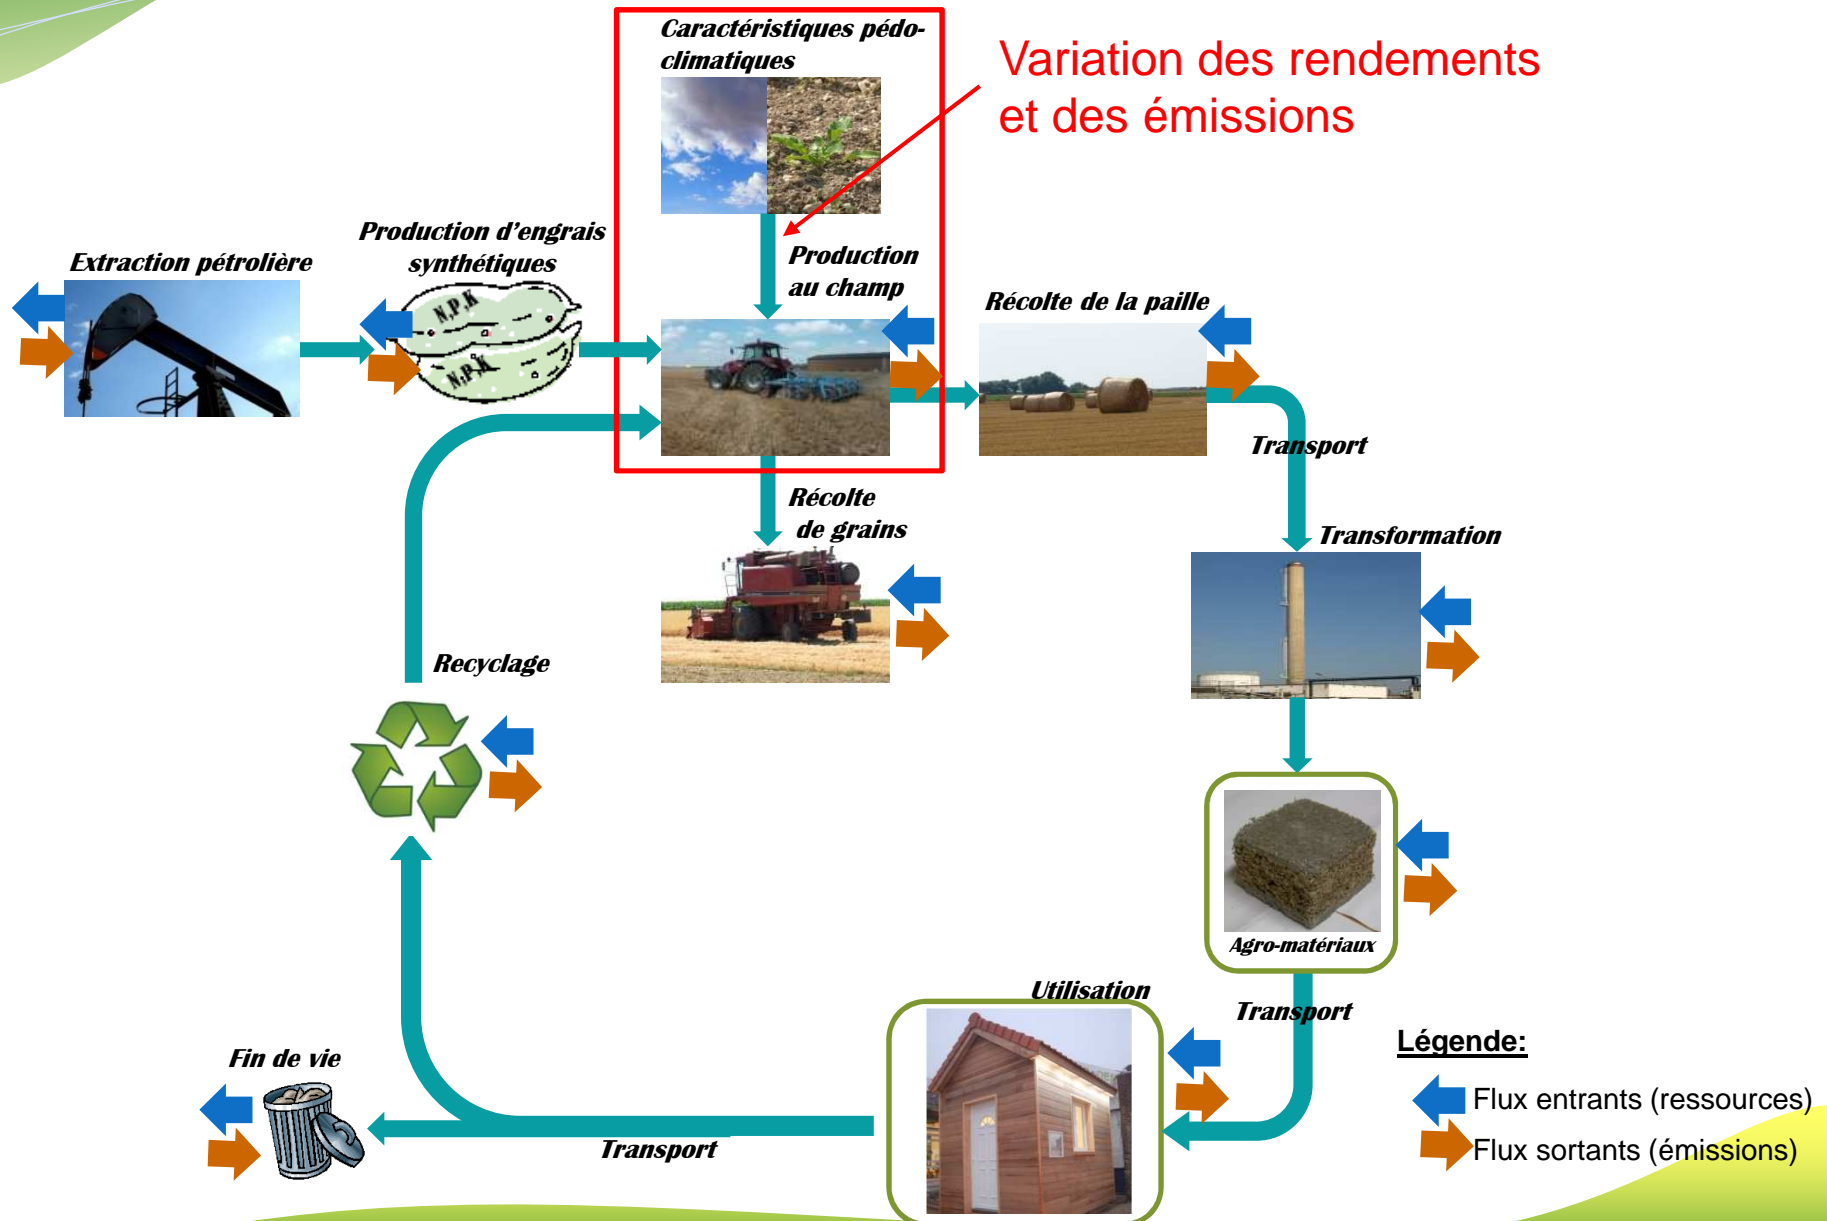 Caractéristiques pédo-
climatiques
Variation des rendements
et des émissions
Extraction pétrolière
Production d'engrais
synthétiques
N.P.K
N.P.K
Production
au champ
Récolte de la paille
Transport
Récolte
de grains
Transformation
Recyclage
Agro-matériaux
Utilisation
Transport
Fin de vie
Transport
Légende:
Flux entrants (ressources)
Flux sortants (émissions)